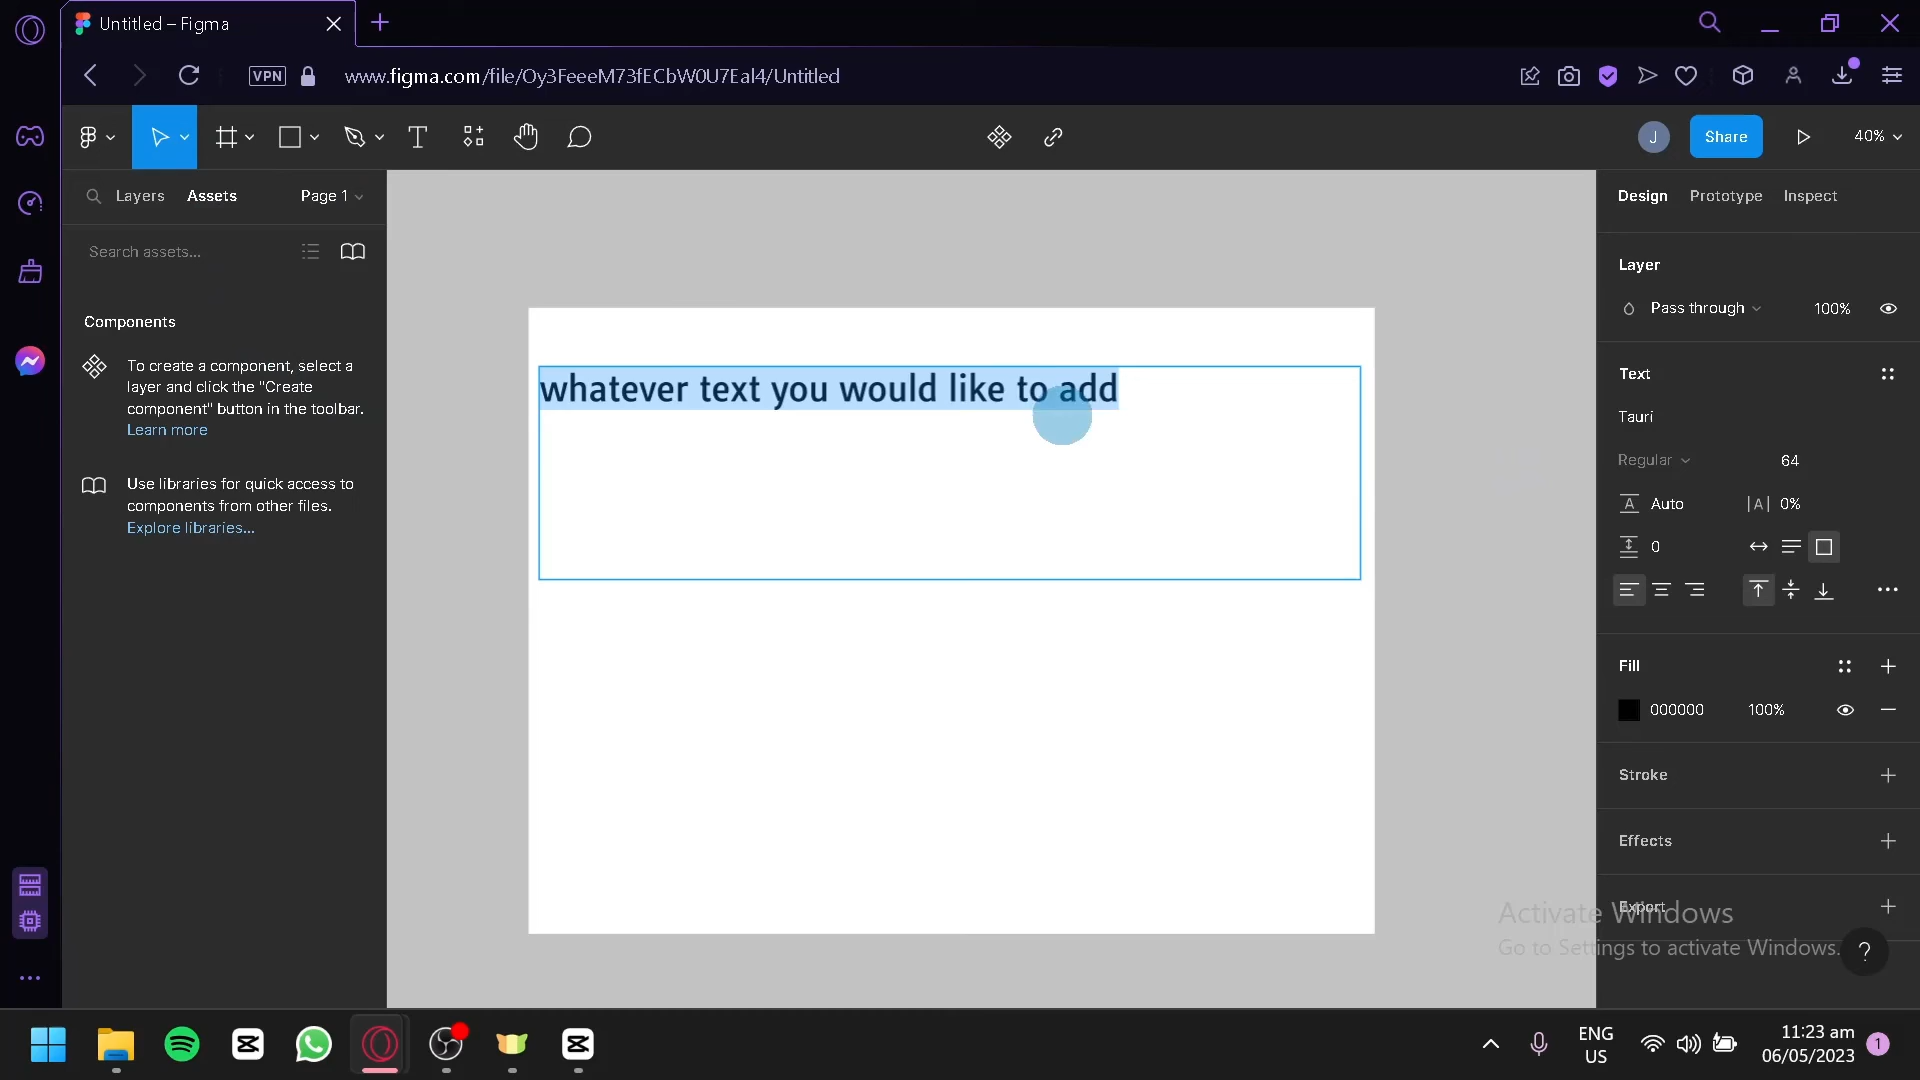 Untitled – Figma
VPN
www.figma.com/file/Oy3FeeeM73fECbW0U7Eal4/Untitled
J
Share
40%
Layers
Assets
Page 1
Design
Prototype
Inspect
Search assets...
Layer
Pass through
100%
Components
To create a component, select a
layer and click the "Create
component" button in the toolbar.
Learn more
Use libraries for quick access to
components from other files.
Explore libraries...
whatever text you would like to add
Text
Tauri
Regular
64
Auto
0%
0
Fill
000000
100%
Stroke
Effects
Export
Activate Windows
Go to Settings to activate Windows.
?
ENG
US
11:23 am
06/05/2023
1